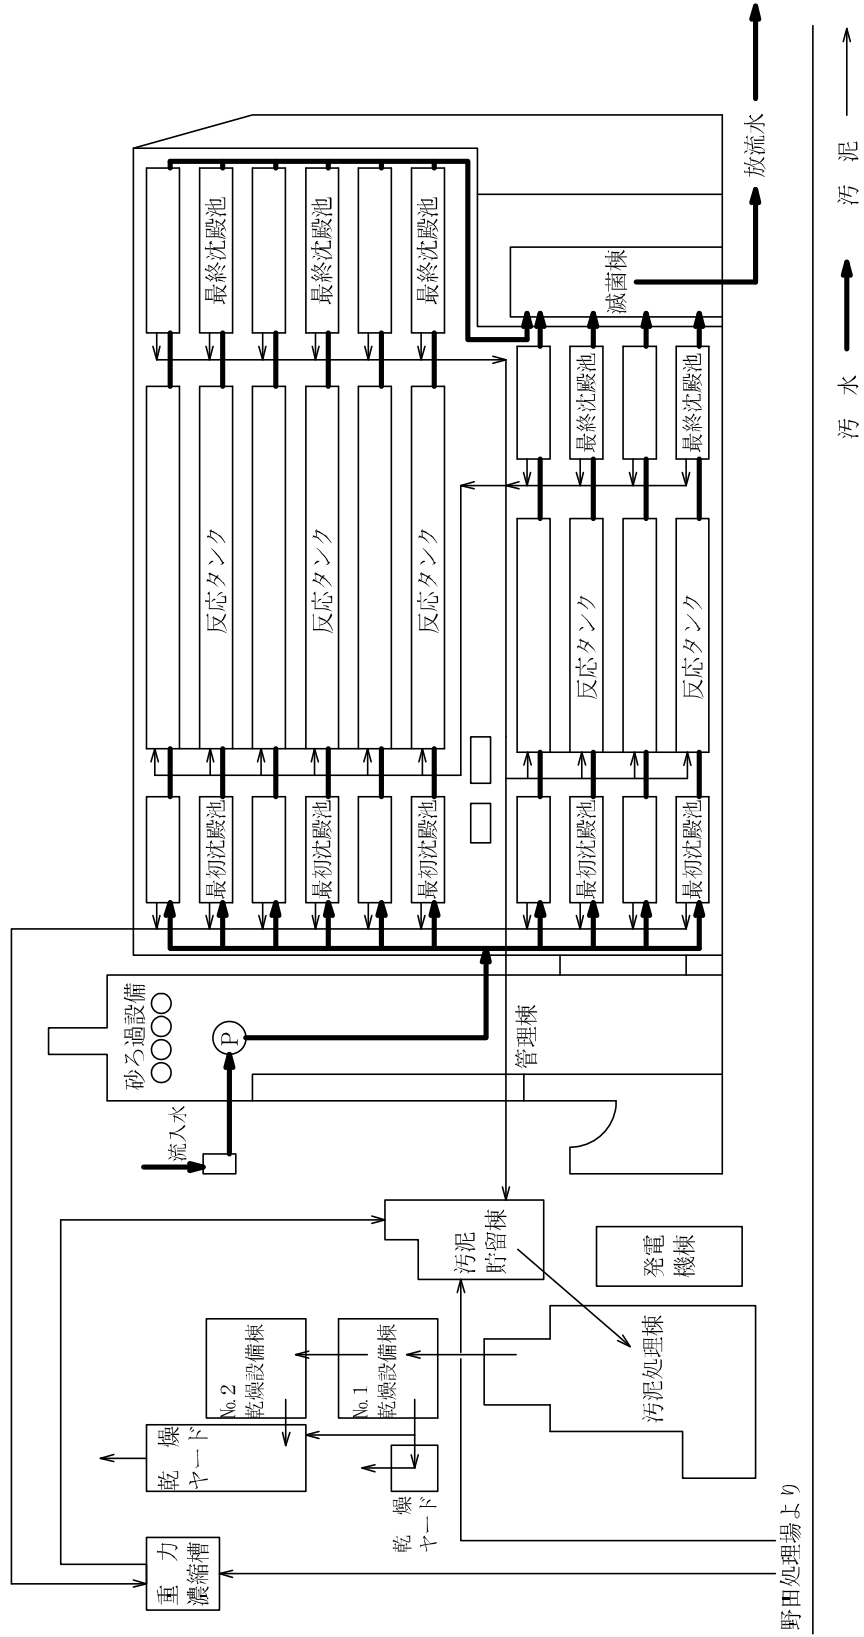 放流水
最終沈殿池
最終沈殿池
最終沈殿池
滅菌棟
最終沈殿池
最終沈殿池
反応タンク
反応タンク
反応タンク
反応タンク
反応タンク
最初沈殿池
最初沈殿池
最初沈殿池
最初沈殿池
最初沈殿池
砂ろ過設備
P
流入水
管理棟
汚泥
貯留棟
発電
機棟
No.2
乾燥設備棟
No.1
乾燥設備棟
汚泥処理棟
乾 燥
ヤード
乾 燥
ヤード
重 力
濃縮槽
野田処理場より
汚 水
汚 泥